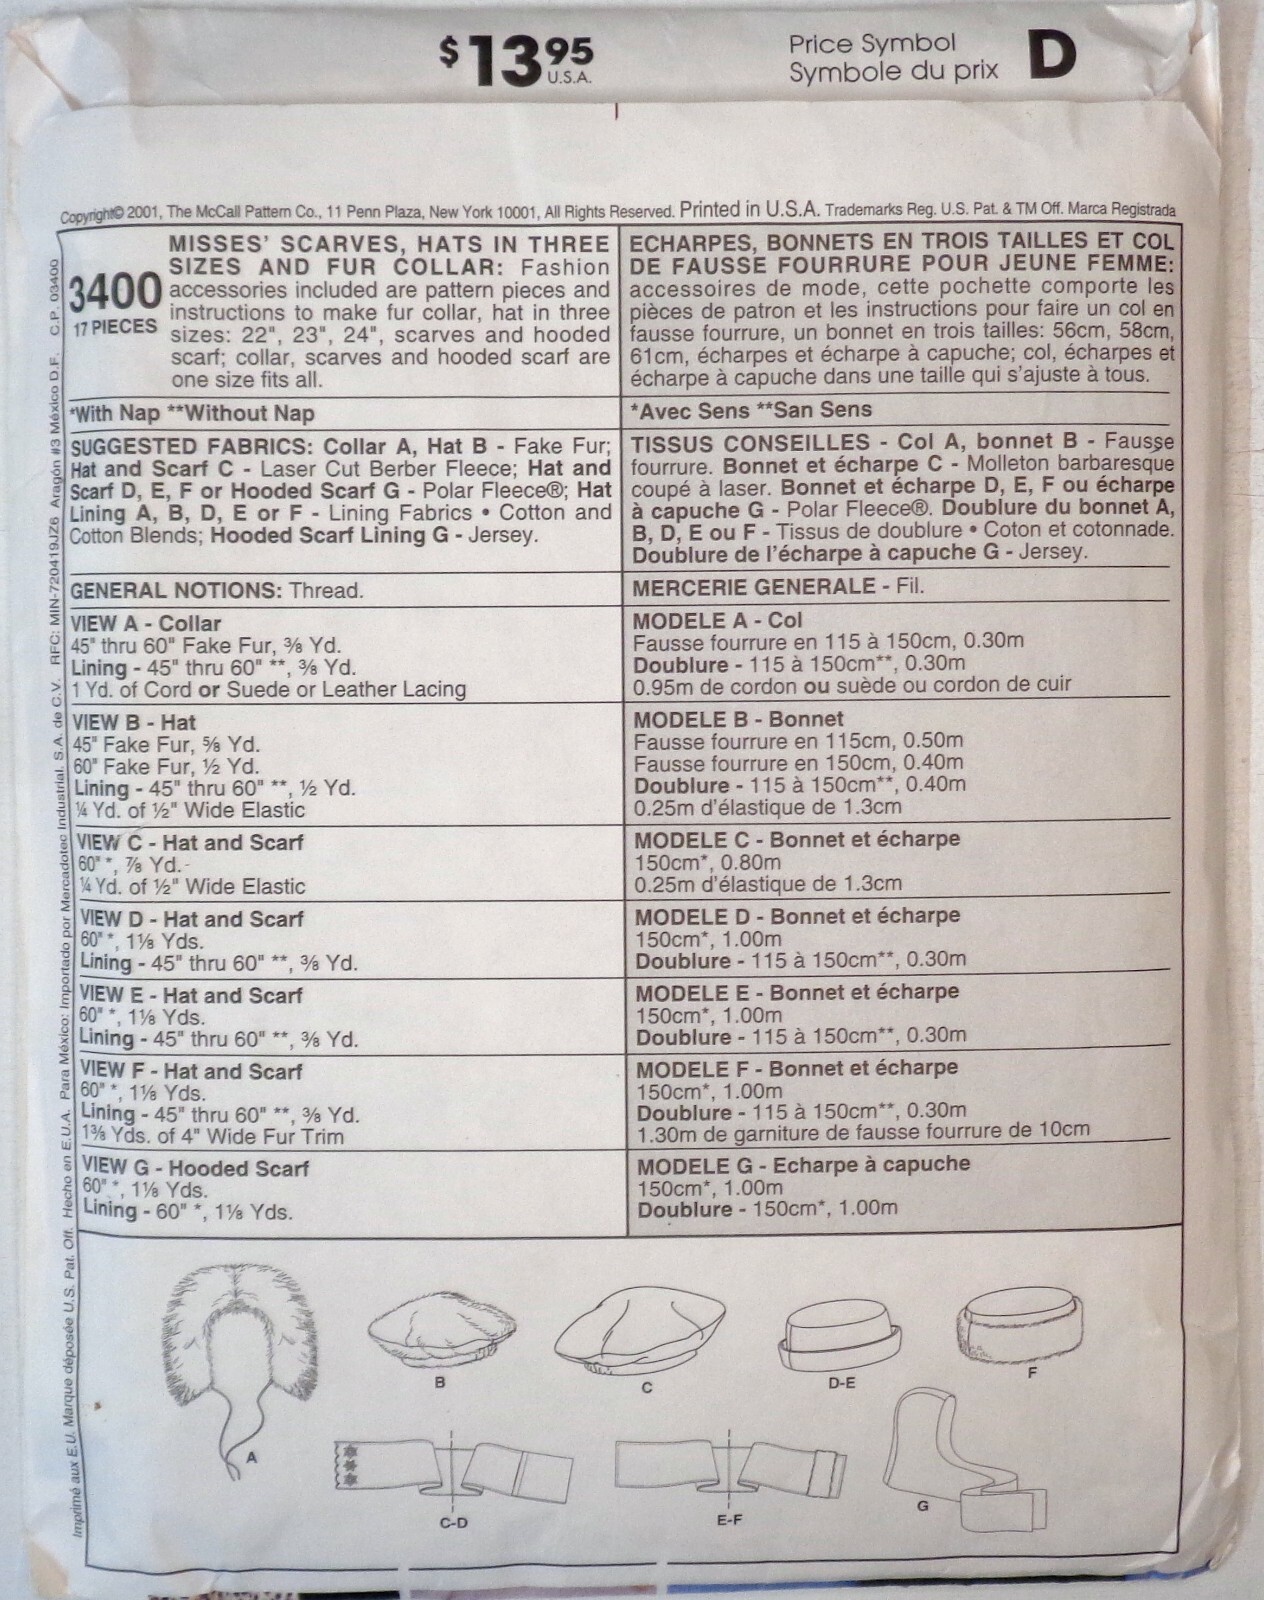 $13.95
U.S.A.
Price Symbol
Symbole du prix D
Copyright© 2001, The McCall Pattern Co., 11 Penn Plaza, New York 10001, All Rights Reserved. Printed in U.S.A. Trademarks Reg. U.S. Pat. & TM Off. Marca Registrada
3400
17 PIECES
MISSES' SCARVES, HATS IN THREE
SIZES AND FUR COLLAR: Fashion
accessories included are pattern pieces and
instructions to make fur collar, hat in three
sizes: 22", 23", 24", scarves and hooded
scarf; collar, scarves and hooded scarf are
one size fits all.
*With Nap **Without Nap
SUGGESTED FABRICS: Collar A, Hat B - Fake Fur;
Hat and Scarf C - Laser Cut Berber Fleece; Hat and
Scarf D, E, F or Hooded Scarf G - Polar Fleece®; Hat
Lining A, B, D, E or F - Lining Fabrics • Cotton and
Cotton Blends; Hooded Scarf Lining G - Jersey.
GENERAL NOTIONS: Thread.
VIEW A - Collar
45" thru 60" Fake Fur, ⅜ Yd.
Lining - 45" thru 60" **, ⅜ Yd.
1 Yd. of Cord or Suede or Leather Lacing
VIEW B - Hat
45" Fake Fur, ⅝ Yd.
60" Fake Fur, ½ Yd.
Lining - 45" thru 60" **, ½ Yd.
¼ Yd. of ½" Wide Elastic
VIEW C - Hat and Scarf
60" *, ⅞ Yd.
¼ Yd. of ½" Wide Elastic
VIEW D - Hat and Scarf
60" *, 1⅛ Yds.
Lining - 45" thru 60" **, ⅜ Yd.
VIEW E - Hat and Scarf
60" *, 1⅛ Yds.
Lining - 45" thru 60" **, ⅜ Yd.
VIEW F - Hat and Scarf
60" *, 1⅛ Yds.
Lining - 45" thru 60" **, ⅜ Yd.
1⅜ Yds. of 4" Wide Fur Trim
VIEW G - Hooded Scarf
60" *, 1⅛ Yds.
Lining - 60" *, 1⅛ Yds.
ECHARPES, BONNETS EN TROIS TAILLES ET COL
DE FAUSSE FOURRURE POUR JEUNE FEMME:
accessoires de mode, cette pochette comporte les
pièces de patron et les instructions pour faire un col en
fausse fourrure, un bonnet en trois tailles: 56cm, 58cm,
61cm, écharpes et écharpe à capuche; col, écharpes et
écharpe à capuche dans une taille qui s'ajuste à tous.
*Avec Sens **San Sens
TISSUS CONSEILLES - Col A, bonnet B - Fausse
fourrure. Bonnet et écharpe C - Molleton barbaresque
coupé à laser. Bonnet et écharpe D, E, F ou écharpe
à capuche G - Polar Fleece®. Doublure du bonnet A,
B, D, E ou F - Tissus de doublure • Coton et cotonnade.
Doublure de l'écharpe à capuche G - Jersey.
MERCERIE GENERALE - Fil.
MODELE A - Col
Fausse fourrure en 115 à 150cm, 0.30m
Doublure - 115 à 150cm**, 0.30m
0.95m de cordon ou suède ou cordon de cuir
MODELE B - Bonnet
Fausse fourrure en 115cm, 0.50m
Fausse fourrure en 150cm, 0.40m
Doublure - 115 à 150cm**, 0.40m
0.25m d'élastique de 1.3cm
MODELE C - Bonnet et écharpe
150cm*, 0.80m
0.25m d'élastique de 1.3cm
MODELE D - Bonnet et écharpe
150cm*, 1.00m
Doublure - 115 à 150cm**, 0.30m
MODELE E - Bonnet et écharpe
150cm*, 1.00m
Doublure - 115 à 150cm**, 0.30m
MODELE F - Bonnet et écharpe
150cm*, 1.00m
Doublure - 115 à 150cm**, 0.30m
1.30m de garniture de fausse fourrure de 10cm
MODELE G - Echarpe à capuche
150cm*, 1.00m
Doublure - 150cm*, 1.00m
A
B
C
D-E
F
C-D
E-F
G
Imprimé aux E.U. Marque déposée U.S. Pat. Off. Hecho en E.U.A. Para México: Importado por Mercadotec Industrial. S.A. de C.V. RFC: MIN-720419JZ6 Aragón #3 México D.F. C.P. 03400